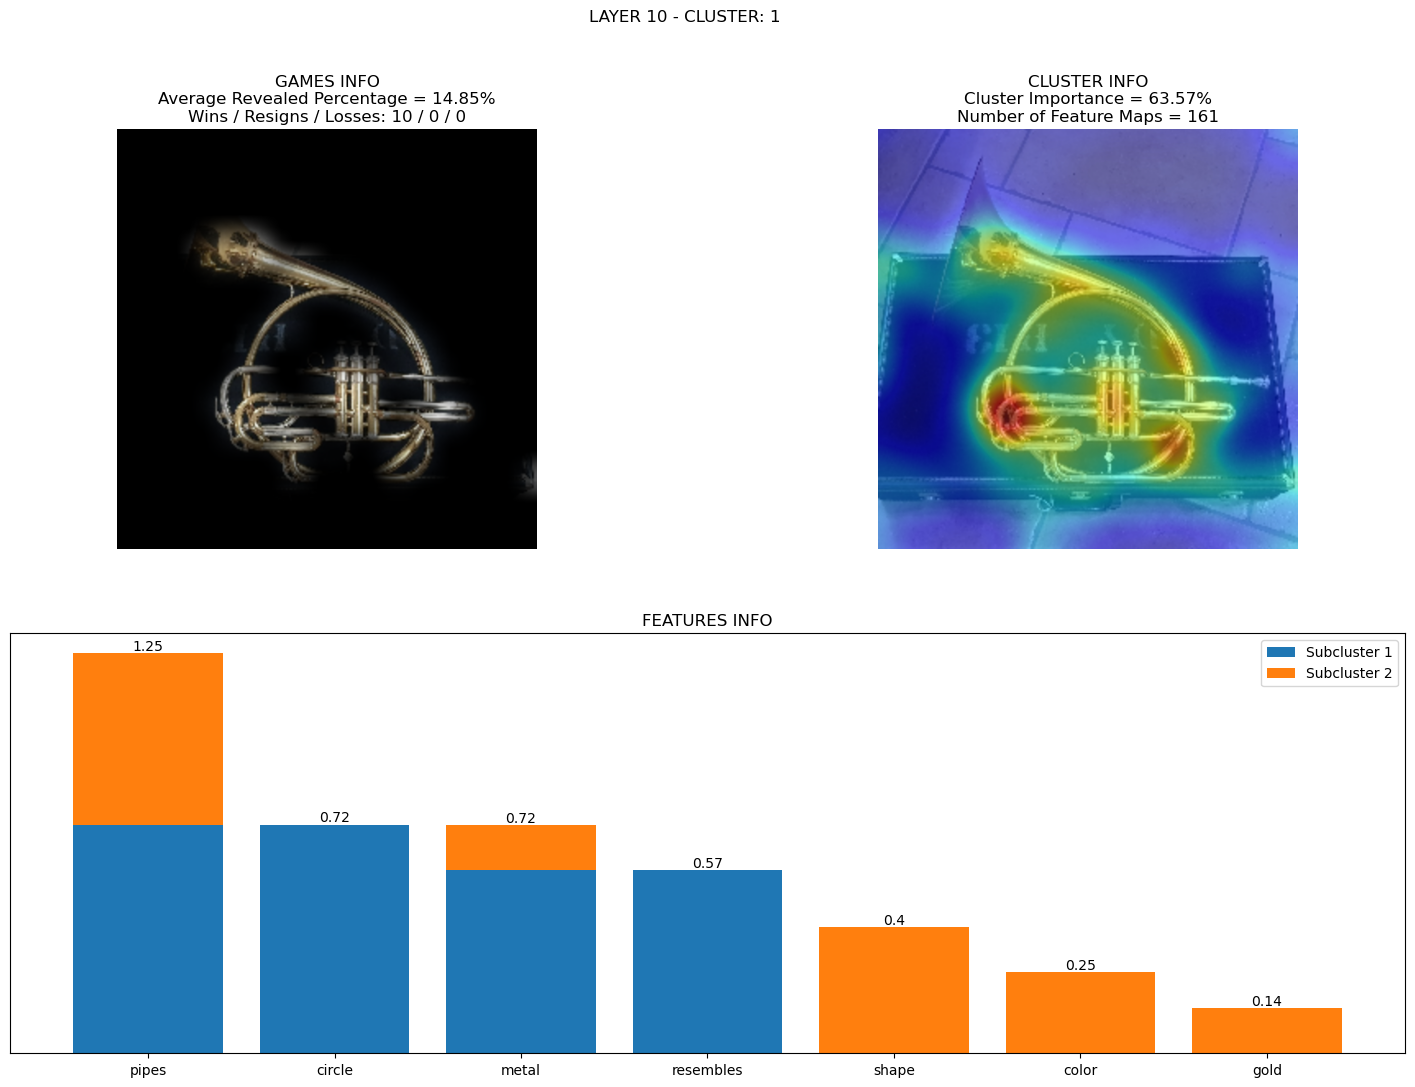 LAYER 10 - CLUSTER: 1
GAMES INFO
Average Revealed Percentage = 14.85%
Wins / Resigns / Losses: 10 / 0 / 0
CLUSTER INFO
Cluster Importance = 63.57%
Number of Feature Maps = 161
FEATURES INFO
Subcluster 1
Subcluster 2
1.25
0.72
0.72
0.57
0.4
0.25
0.14
pipes
circle
metal
resembles
shape
color
gold